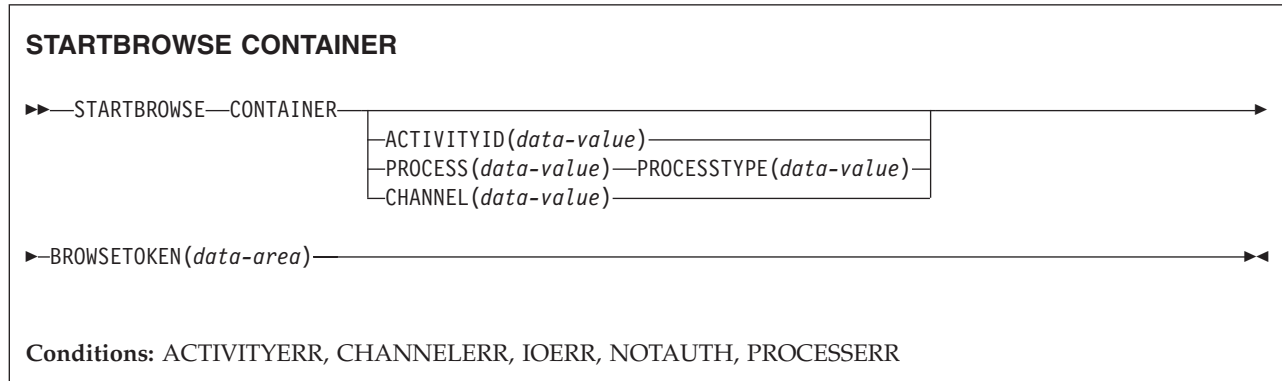 STARTBROWSE CONTAINER
STARTBROWSE CONTAINER
ACTIVITYID(data-value)
PROCESS(data-value) PROCESSTYPE(data-value)
CHANNEL(data-value)
BROWSETOKEN(data-area)
Conditions: ACTIVITYERR, CHANNELERR, IOERR, NOTAUTH, PROCESSERR